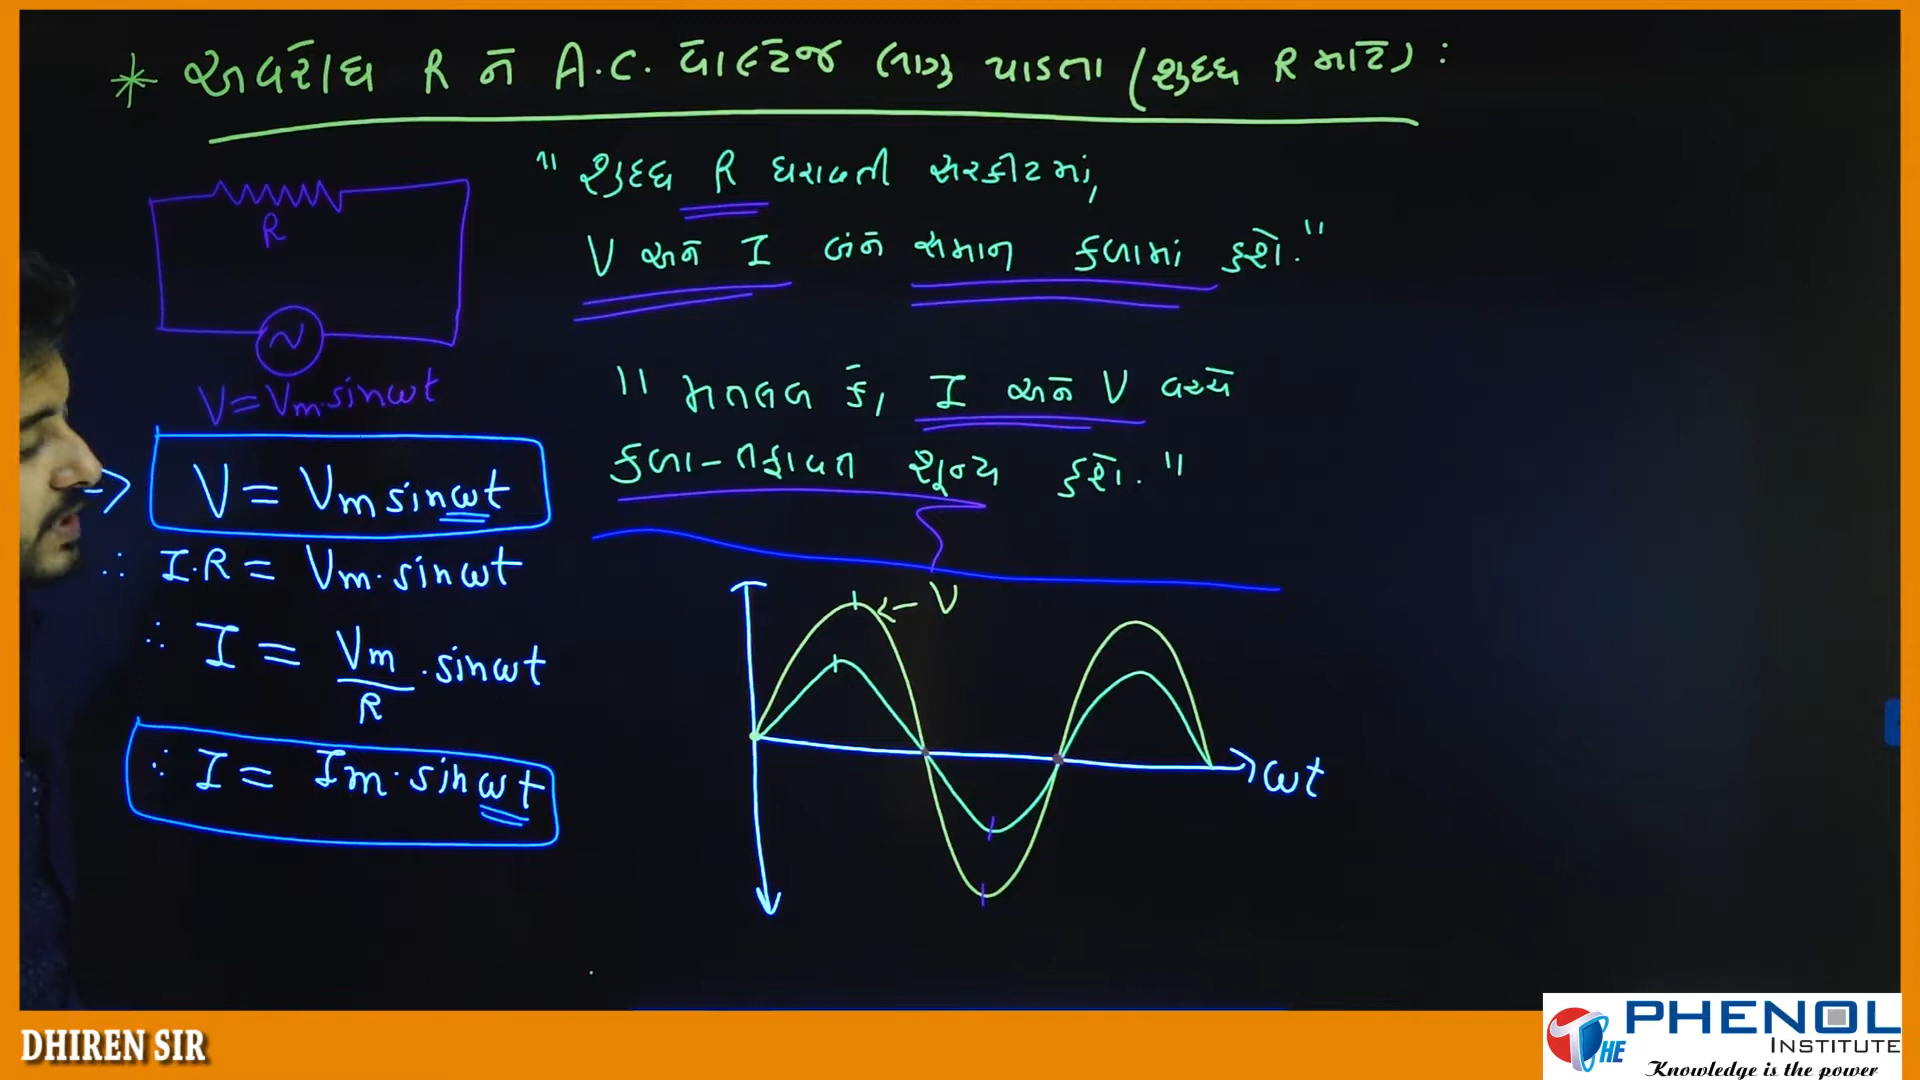 * અવરોધ R ને A.C. વોલ્ટેજ લાગુ પાડતા (શુદ્ધ R માટે) :
" શુદ્ધ R ધરાવતી સરકીટમાં,
V અને I બંને સમાન કળામાં હશે. "
R
V = Vm.sinωt
" મતલબ કે, I અને V વચ્ચે
કળા - તફાવત શૂન્ય હશે. "
→ V = Vm sinωt
∴ I.R = Vm. sinωt
∴ I = Vm/R . sinωt
∴ I = Im. sinωt
I
← V
ωt
DHIREN SIR
THE PHENOL
INSTITUTE
Knowledge is the power